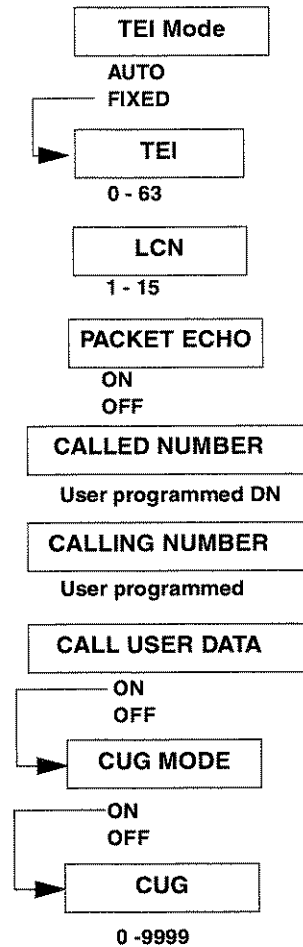 TEI Mode
AUTO
FIXED
TEI
0 - 63
LCN
1 - 15
PACKET ECHO
ON
OFF
CALLED NUMBER
User programmed DN
CALLING NUMBER
User programmed
CALL USER DATA
ON
OFF
CUG MODE
ON
OFF
CUG
0 -9999